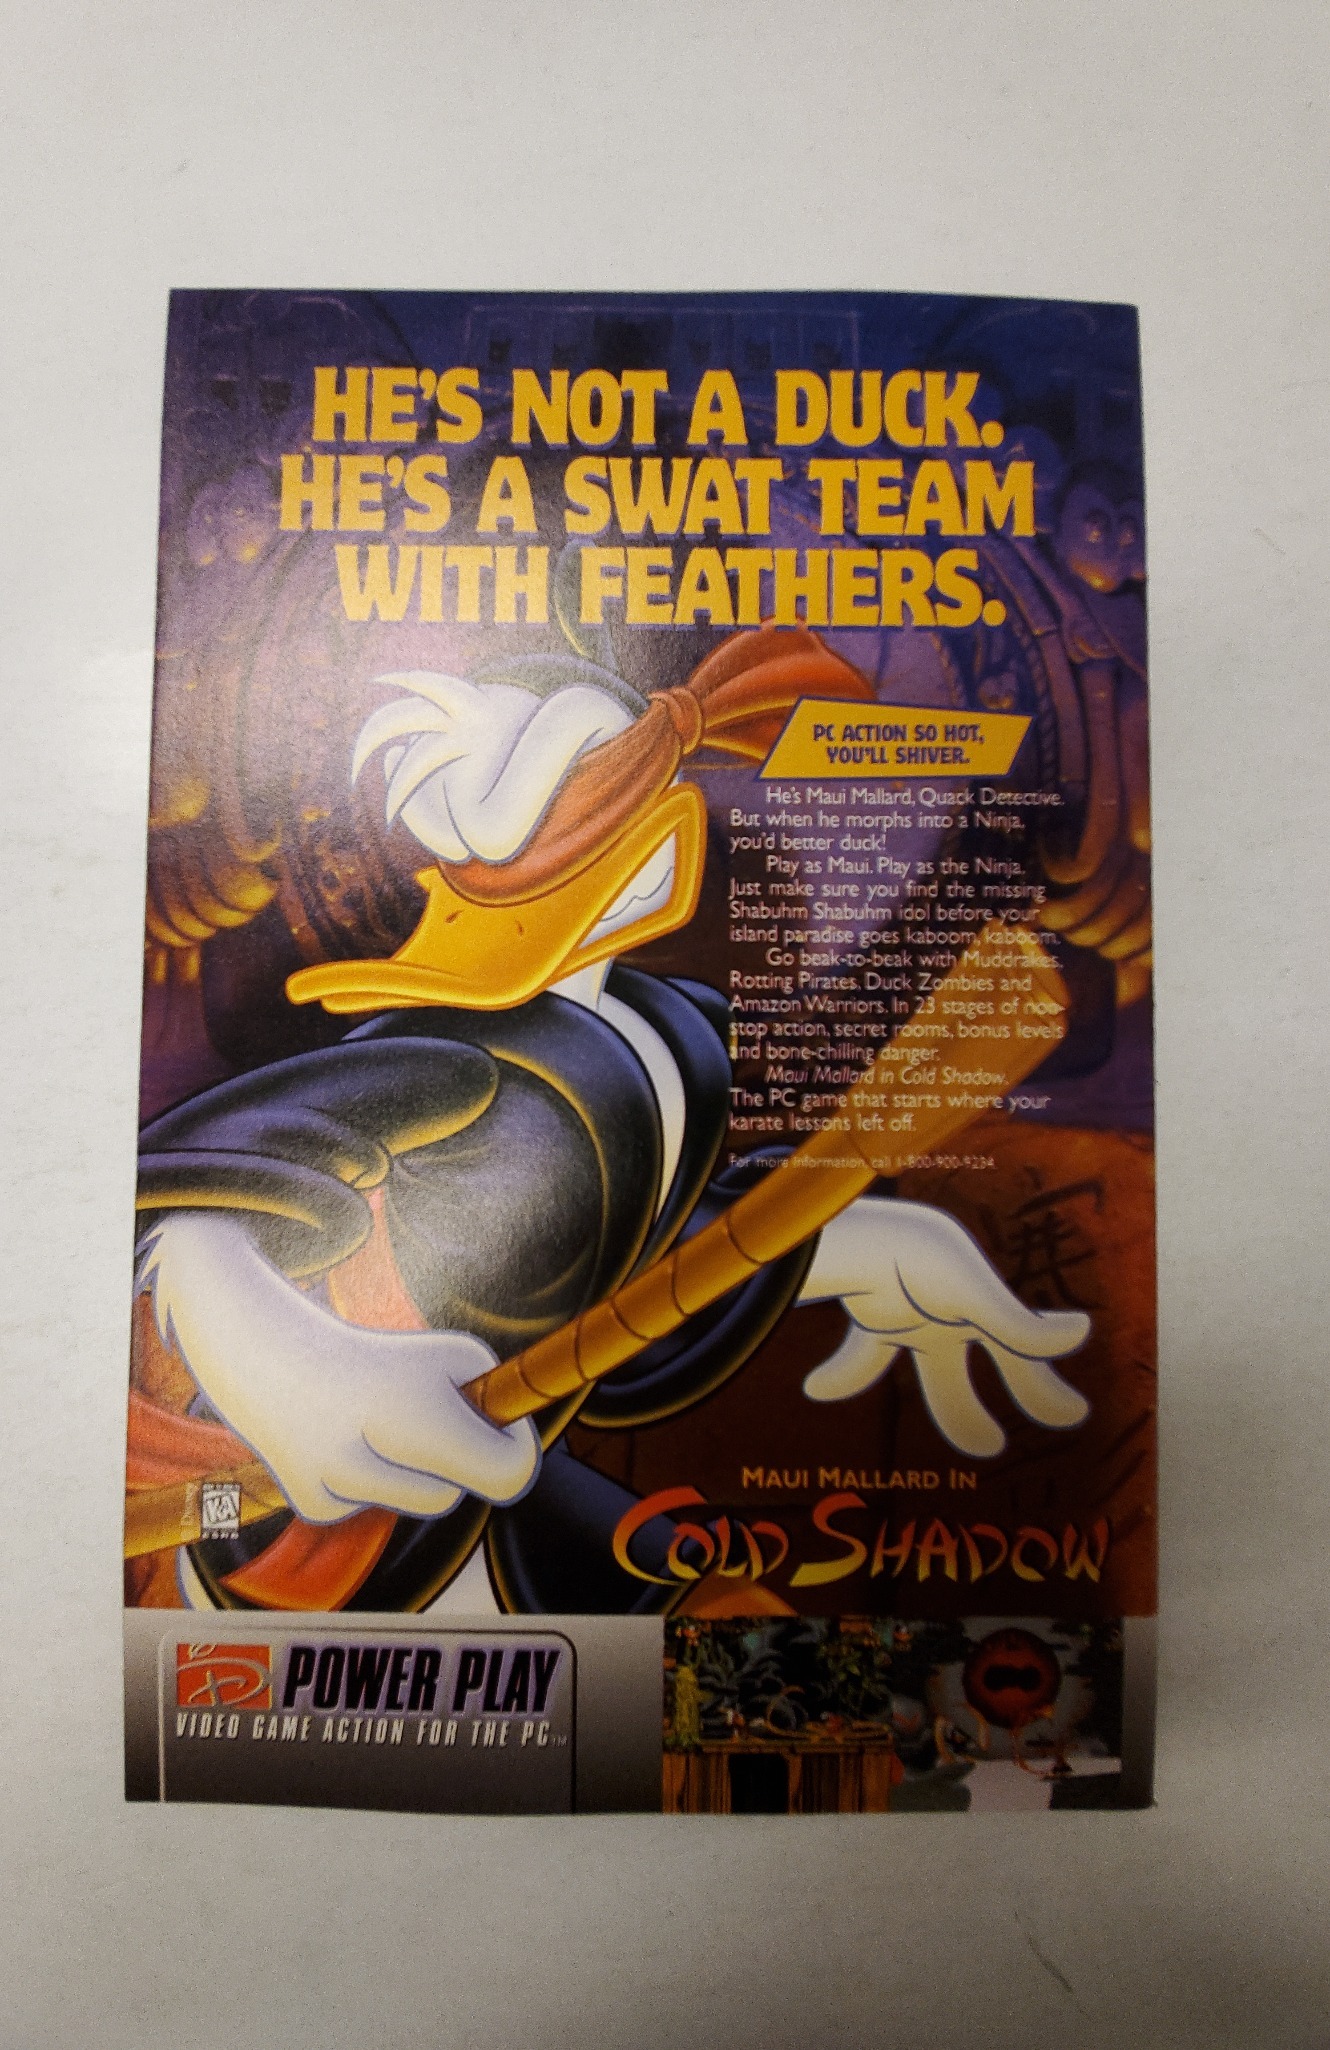 HE'S NOT A DUCK.
HE'S A SWAT TEAM
WITH FEATHERS.
PC ACTION SO HOT,
YOU'LL SHIVER.
He's Maui Mallard, Quack Detective.
But when he morphs into a Ninja,
you'd better duck!
Play as Maui. Play as the Ninja.
Just make sure you find the missing
Shabuhm Shabuhm idol before your
island paradise goes kaboom, kaboom.
Go beak-to-beak with Muddrakes,
Rotting Pirates, Duck Zombies and
Amazon Warriors. In 23 stages of non-
stop action, secret rooms, bonus levels
and bone-chilling danger.
Maui Mallard in Cold Shadow.
The PC game that starts where your
karate lessons left off.
For more information, call 1-800-900-9234.
MAUI MALLARD IN
COLD SHADOW
Disney
KA
ESRB
D POWER PLAY
VIDEO GAME ACTION FOR THE PC™